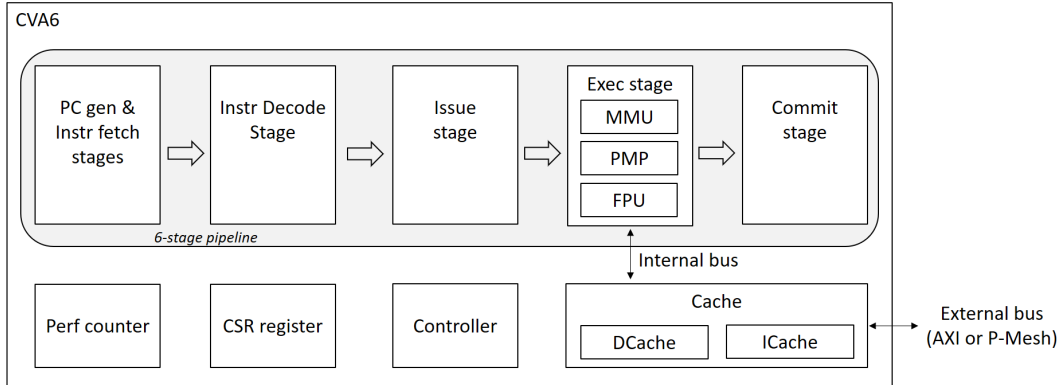 CVA6
PC gen &
Instr fetch
stages
Instr Decode
Stage
Issue
stage
Exec stage
MMU
PMP
FPU
Commit
stage
6-stage pipeline
Internal bus
Perf counter
CSR register
Controller
Cache
DCache
ICache
External bus
(AXI or P-Mesh)